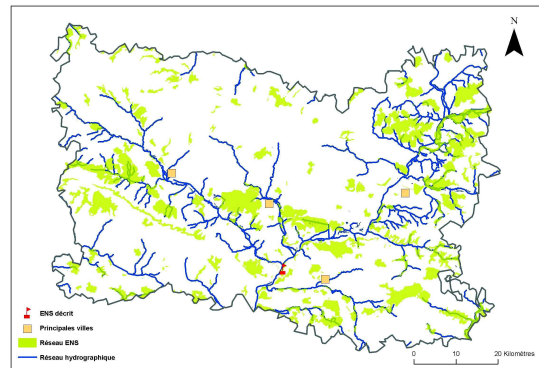 N
ENS décrit
Principales villes
Réseau ENS
Réseau hydrographique
0 10 20 Kilomètres